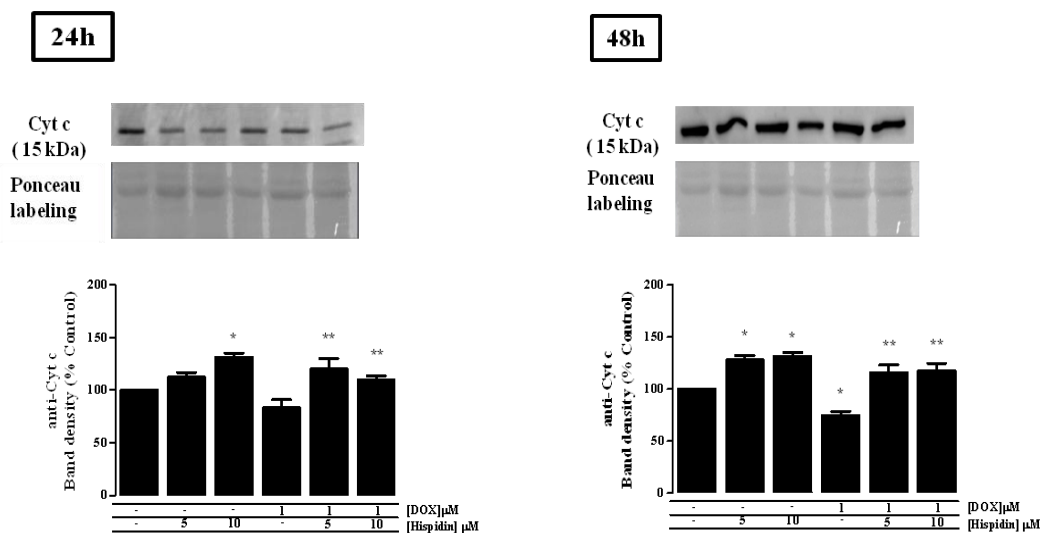 24h
Cyt c
(15 kDa)
Ponceau
labeling
anti-Cyt c
Band density (% Control)
200
150
100
50
0
*
**
**
- - - 1 1 1 [DOX]µM
- 5 10 - 5 10 [Hispidin] µM
48h
Cyt c
(15 kDa)
Ponceau
labeling
anti-Cyt c
Band density (% Control)
200
150
100
50
0
*
*
*
**
**
- - - 1 1 1 [DOX]µM
- 5 10 - 5 10 [Hispidin] µM